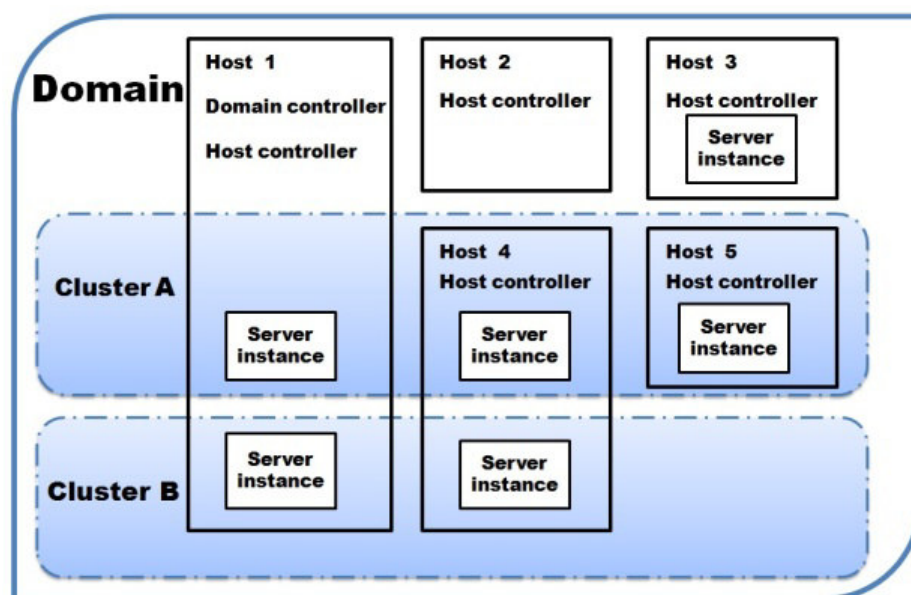 Domain
Host 1
Domain controller
Host controller
Host 2
Host controller
Host 3
Host controller
Server
instance
Cluster A
Server
instance
Host 4
Host controller
Server
instance
Host 5
Host controller
Server
instance
Cluster B
Server
instance
Server
instance